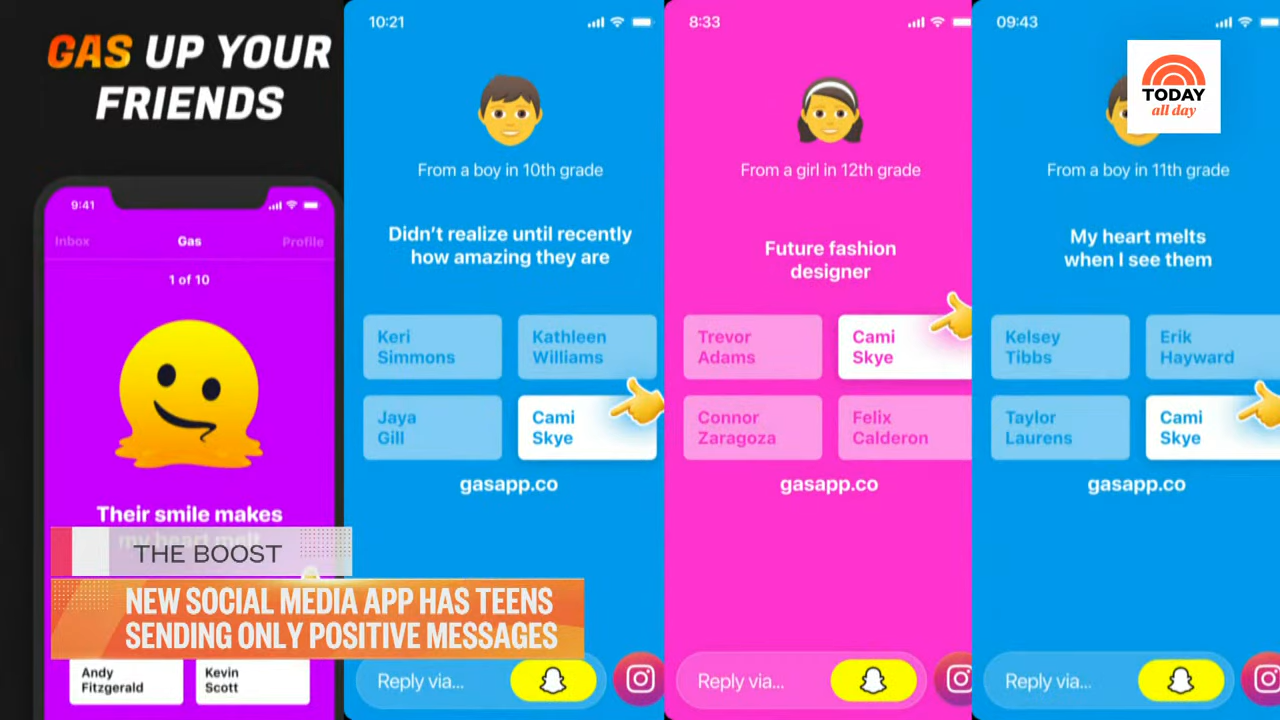 GAS UP YOUR
FRIENDS
9:41
Inbox
Gas
Profile
1 of 10
Their smile makes
my heart melt
Andy
Fitzgerald
Kevin
Scott
10:21
From a boy in 10th grade
Didn't realize until recently
how amazing they are
Keri
Simmons
Kathleen
Williams
Jaya
Gill
Cami
Skye
gasapp.co
Reply via...
8:33
From a girl in 12th grade
Future fashion
designer
Trevor
Adams
Cami
Skye
Connor
Zaragoza
Felix
Calderon
gasapp.co
Reply via...
09:43
From a boy in 11th grade
My heart melts
when I see them
Kelsey
Tibbs
Erik
Hayward
Taylor
Laurens
Cami
Skye
gasapp.co
Reply via...
TODAY
all day
THE BOOST
NEW SOCIAL MEDIA APP HAS TEENS
SENDING ONLY POSITIVE MESSAGES